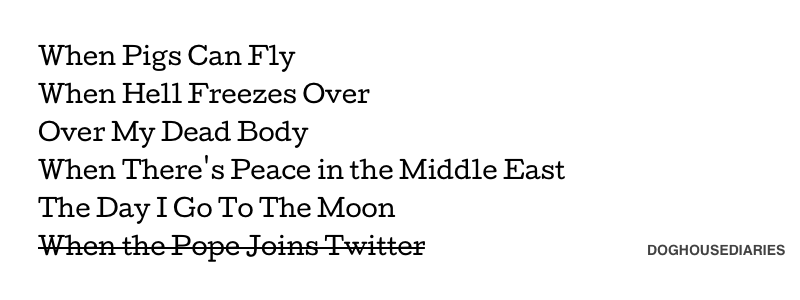 When Pigs Can Fly
When Hell Freezes Over
Over My Dead Body
When There's Peace in the Middle East
The Day I Go To The Moon
When the Pope Joins Twitter
DOGHOUSEDIARIES